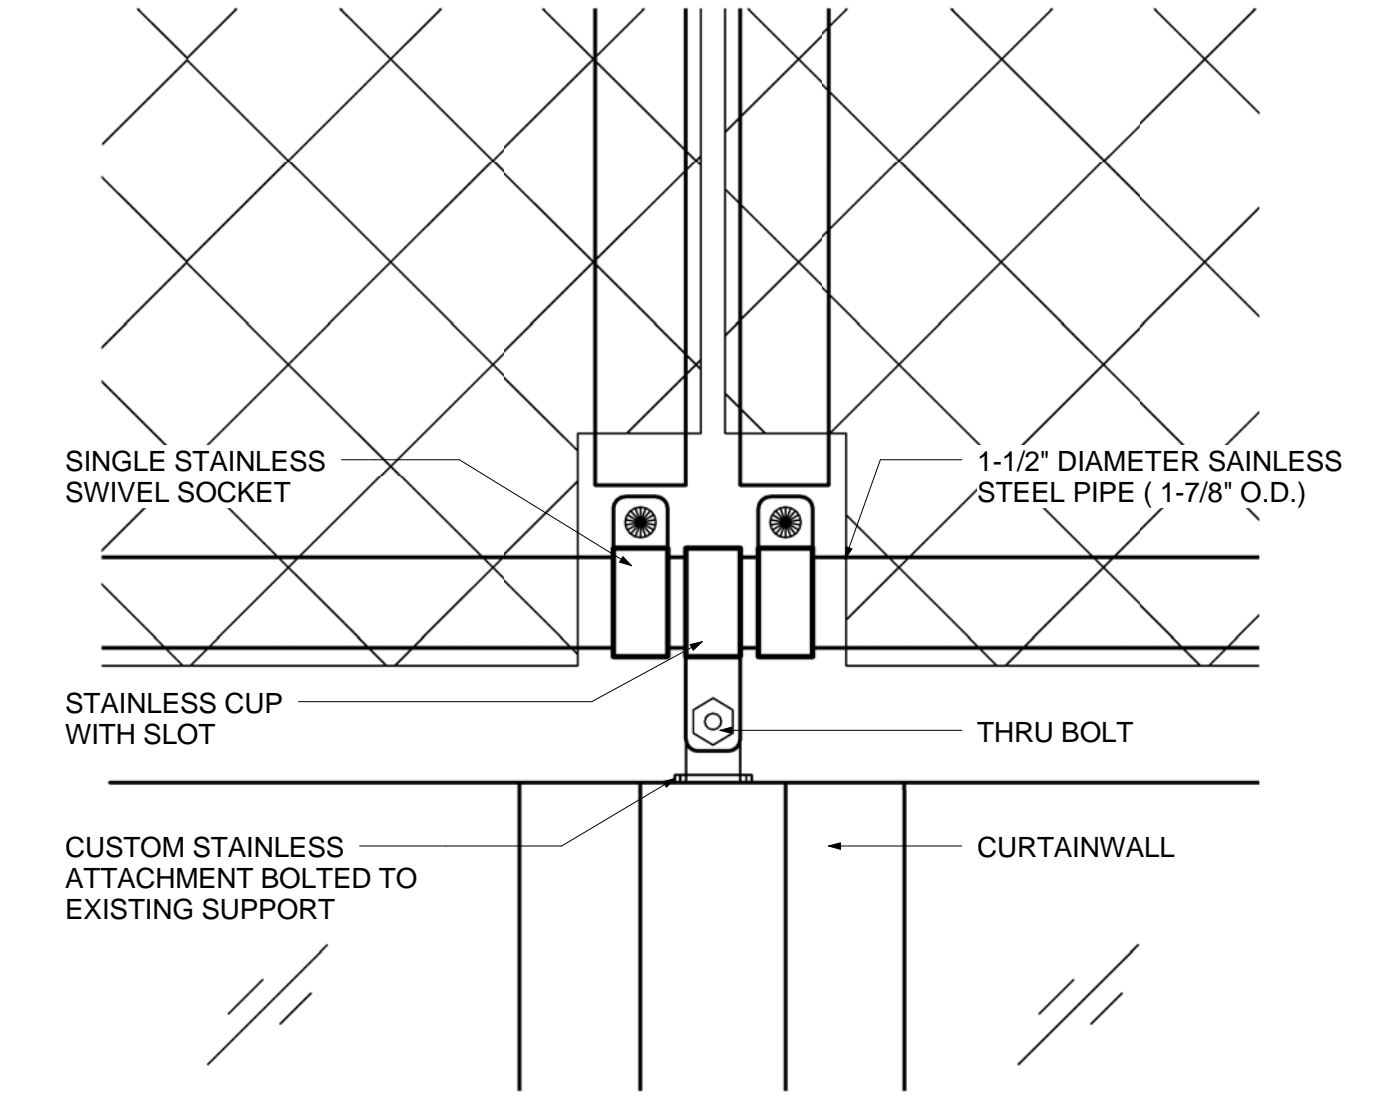 SINGLE STAINLESS
SWIVEL SOCKET
1-1/2" DIAMETER SAINLESS
STEEL PIPE ( 1-7/8" O.D.)
STAINLESS CUP
WITH SLOT
THRU BOLT
CUSTOM STAINLESS
ATTACHMENT BOLTED TO
EXISTING SUPPORT
CURTAINWALL